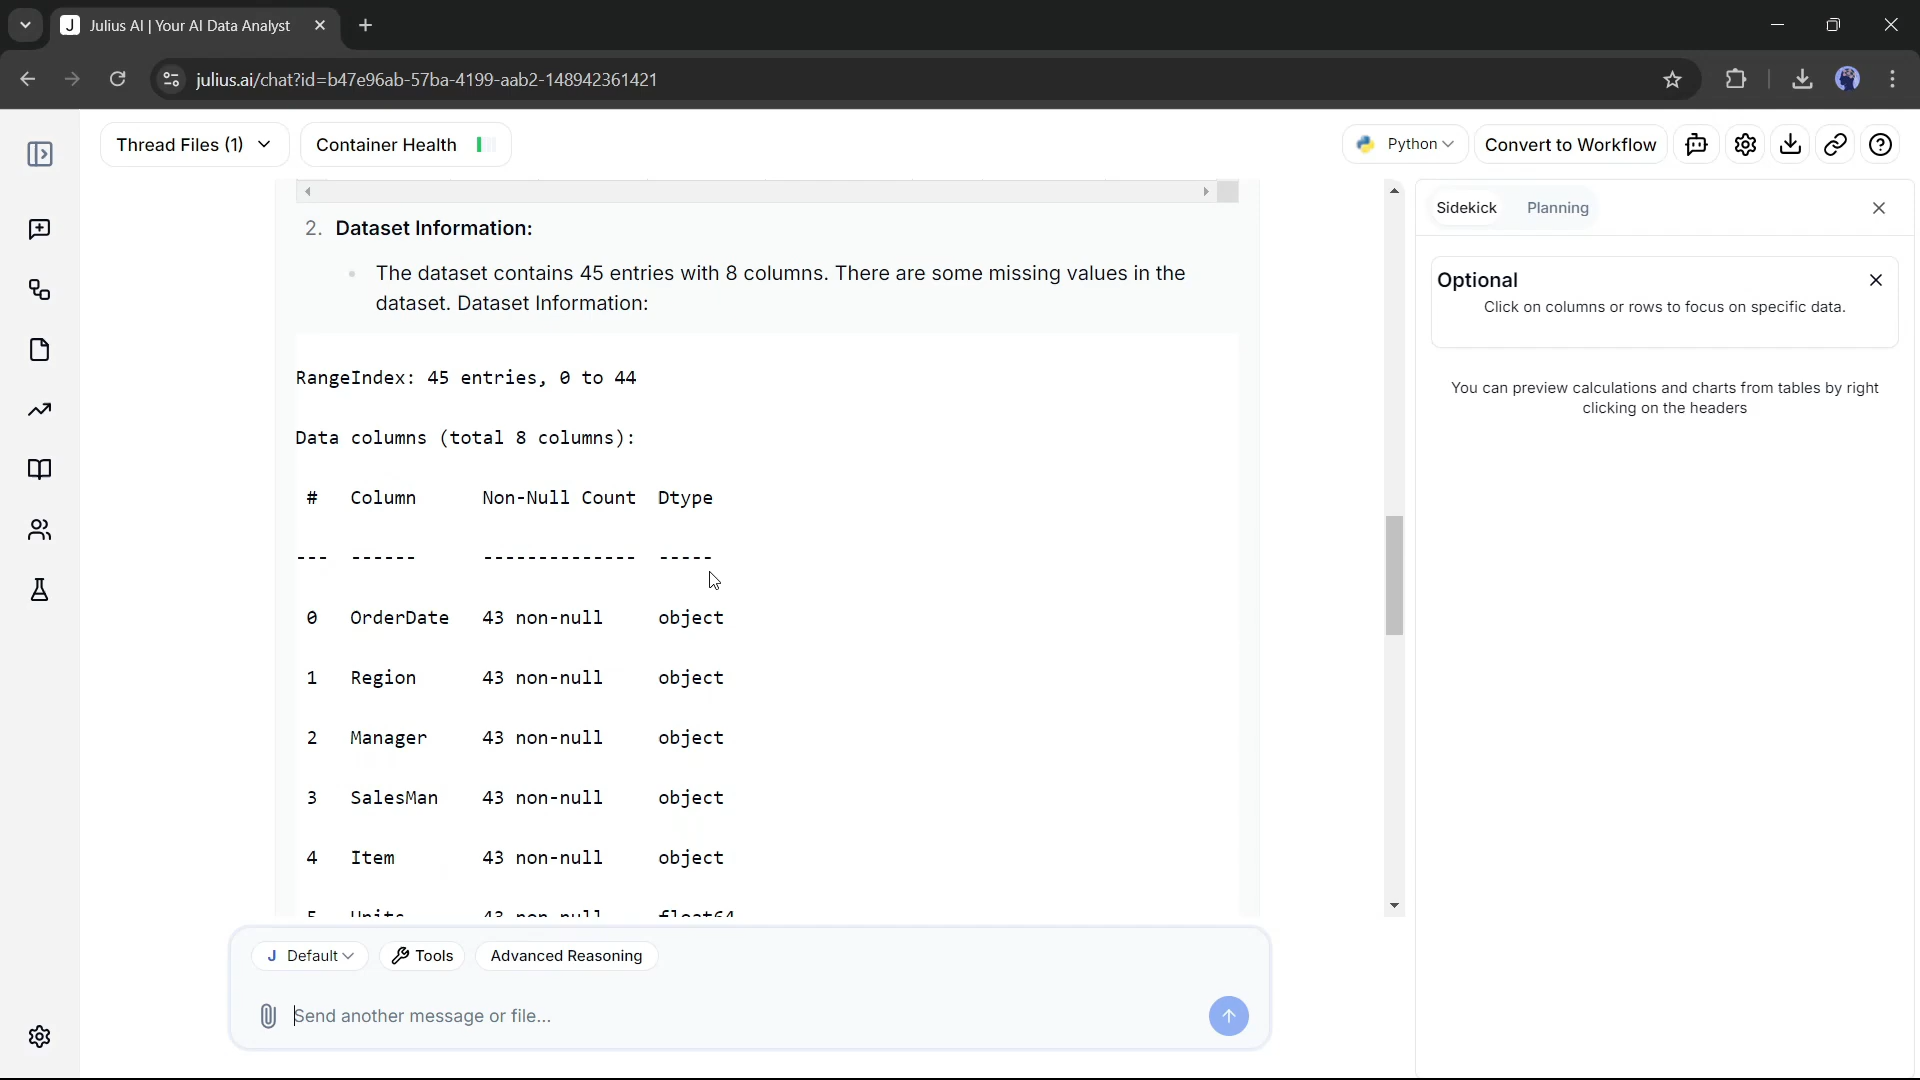 Julius AI | Your AI Data Analyst
julius.ai/chat?id=b47e96ab-57ba-4199-aab2-148942361421
Thread Files (1)
Container Health
Python
Convert to Workflow
2. Dataset Information:
The dataset contains 45 entries with 8 columns. There are some missing values in the
dataset. Dataset Information:
RangeIndex: 45 entries, 0 to 44
Data columns (total 8 columns):
# Column Non-Null Count Dtype
--- ------ -------------- -----
0 OrderDate 43 non-null object
1 Region 43 non-null object
2 Manager 43 non-null object
3 SalesMan 43 non-null object
4 Item 43 non-null object
5 Units 43 non-null float64
J Default
Tools
Advanced Reasoning
Send another message or file...
Sidekick
Planning
Optional
Click on columns or rows to focus on specific data.
You can preview calculations and charts from tables by right
clicking on the headers